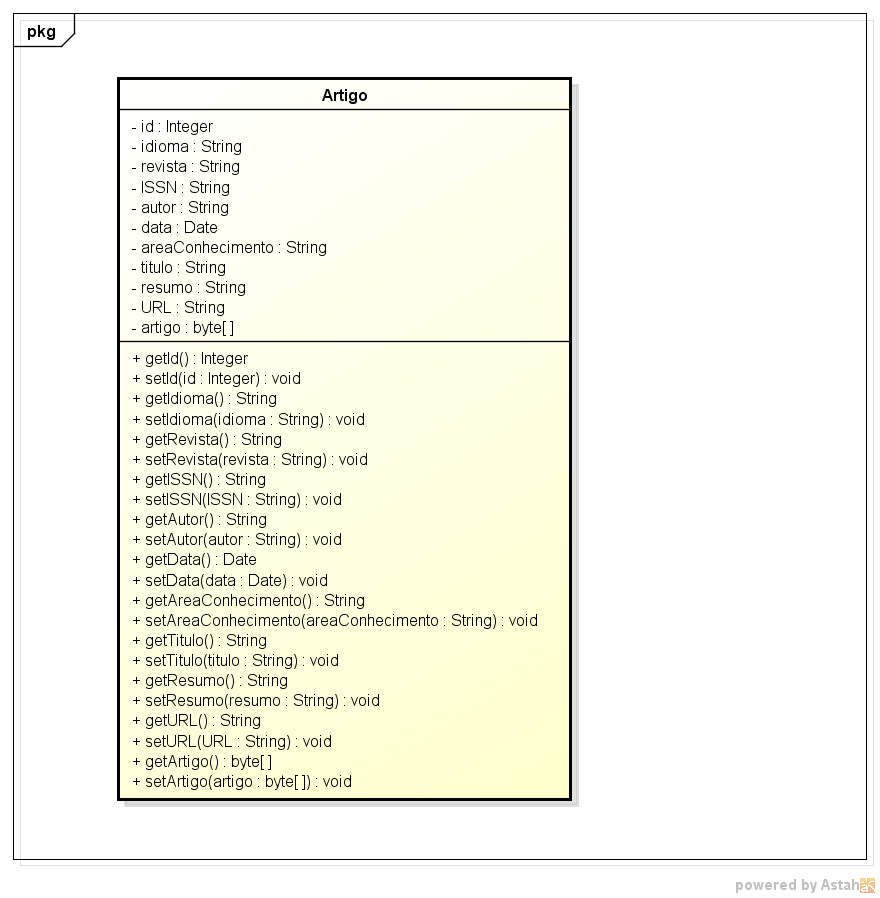 pkg
Artigo
- id : Integer
- idioma : String
- revista : String
- ISSN : String
- autor : String
- data : Date
- areaConhecimento : String
- titulo : String
- resumo : String
- URL : String
- artigo : byte[ ]
+ getId() : Integer
+ setId(id : Integer) : void
+ getIdioma() : String
+ setIdioma(idioma : String) : void
+ getRevista() : String
+ setRevista(revista : String) : void
+ getISSN() : String
+ setISSN(ISSN : String) : void
+ getAutor() : String
+ setAutor(autor : String) : void
+ getData() : Date
+ setData(data : Date) : void
+ getAreaConhecimento() : String
+ setAreaConhecimento(areaConhecimento : String) : void
+ getTitulo() : String
+ setTitulo(titulo : String) : void
+ getResumo() : String
+ setResumo(resumo : String) : void
+ getURL() : String
+ setURL(URL : String) : void
+ getArtigo() : byte[ ]
+ setArtigo(artigo : byte[ ]) : void
powered by Astah